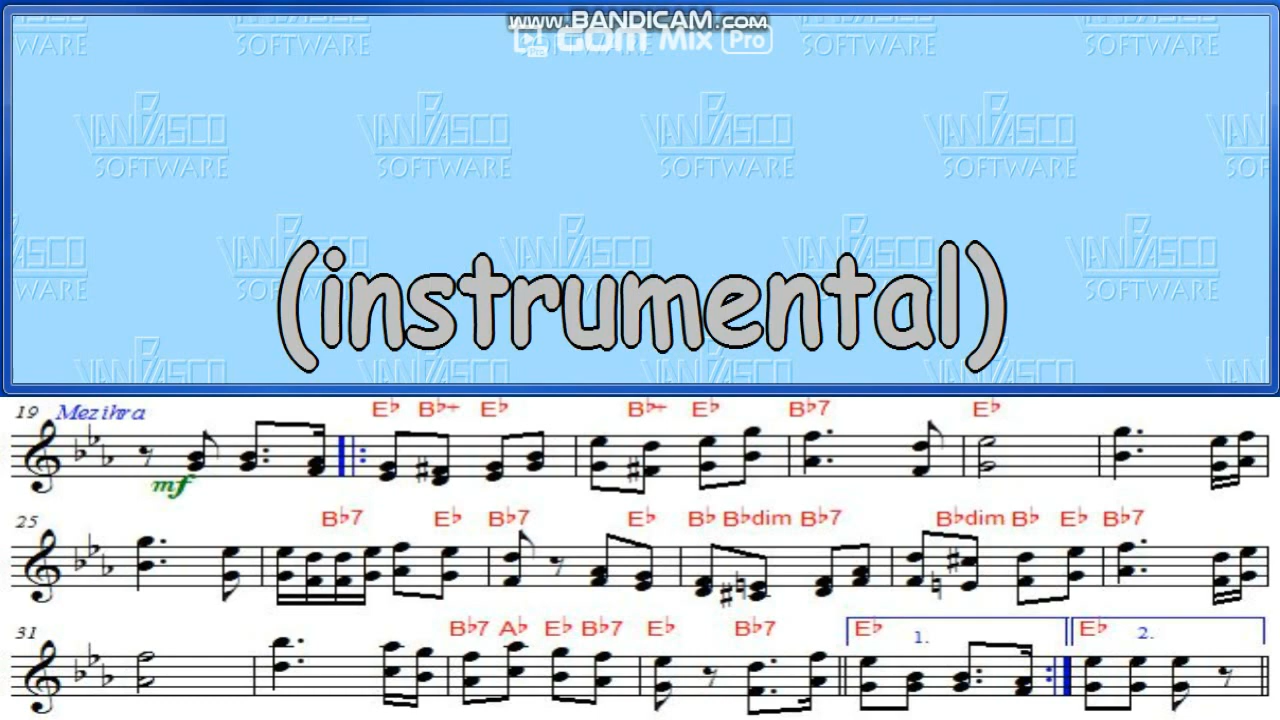 www.BANDICAM.com
GOM Mix Pro
VANBASCO SOFTWARE
(instrumental)
19 Mezihra E♭ B♭+ E♭ B♭+ E♭ B♭7 E♭
mf
25 B♭7 E♭ B♭7 E♭ B♭ B♭dim B♭7 B♭dim B♭ E♭ B♭7
31 B♭7 A♭ E♭ B♭7 E♭ B♭7 E♭ 1. E♭ 2.